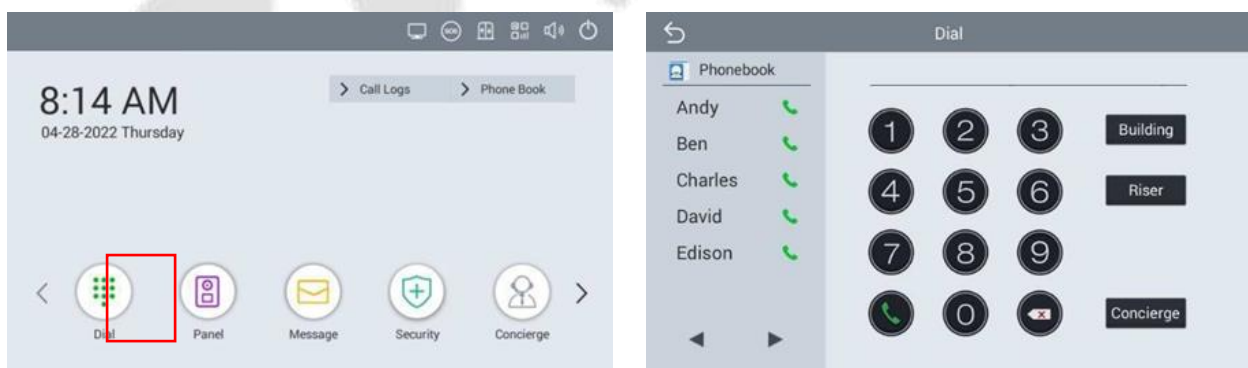 SOS
8:14 AM
04-28-2022 Thursday
Call Logs
Phone Book
Dial
Panel
Message
Security
Concierge
Dial
Phonebook
Andy
Ben
Charles
David
Edison
1 2 3
Building
4 5 6
Riser
7 8 9
0
Concierge